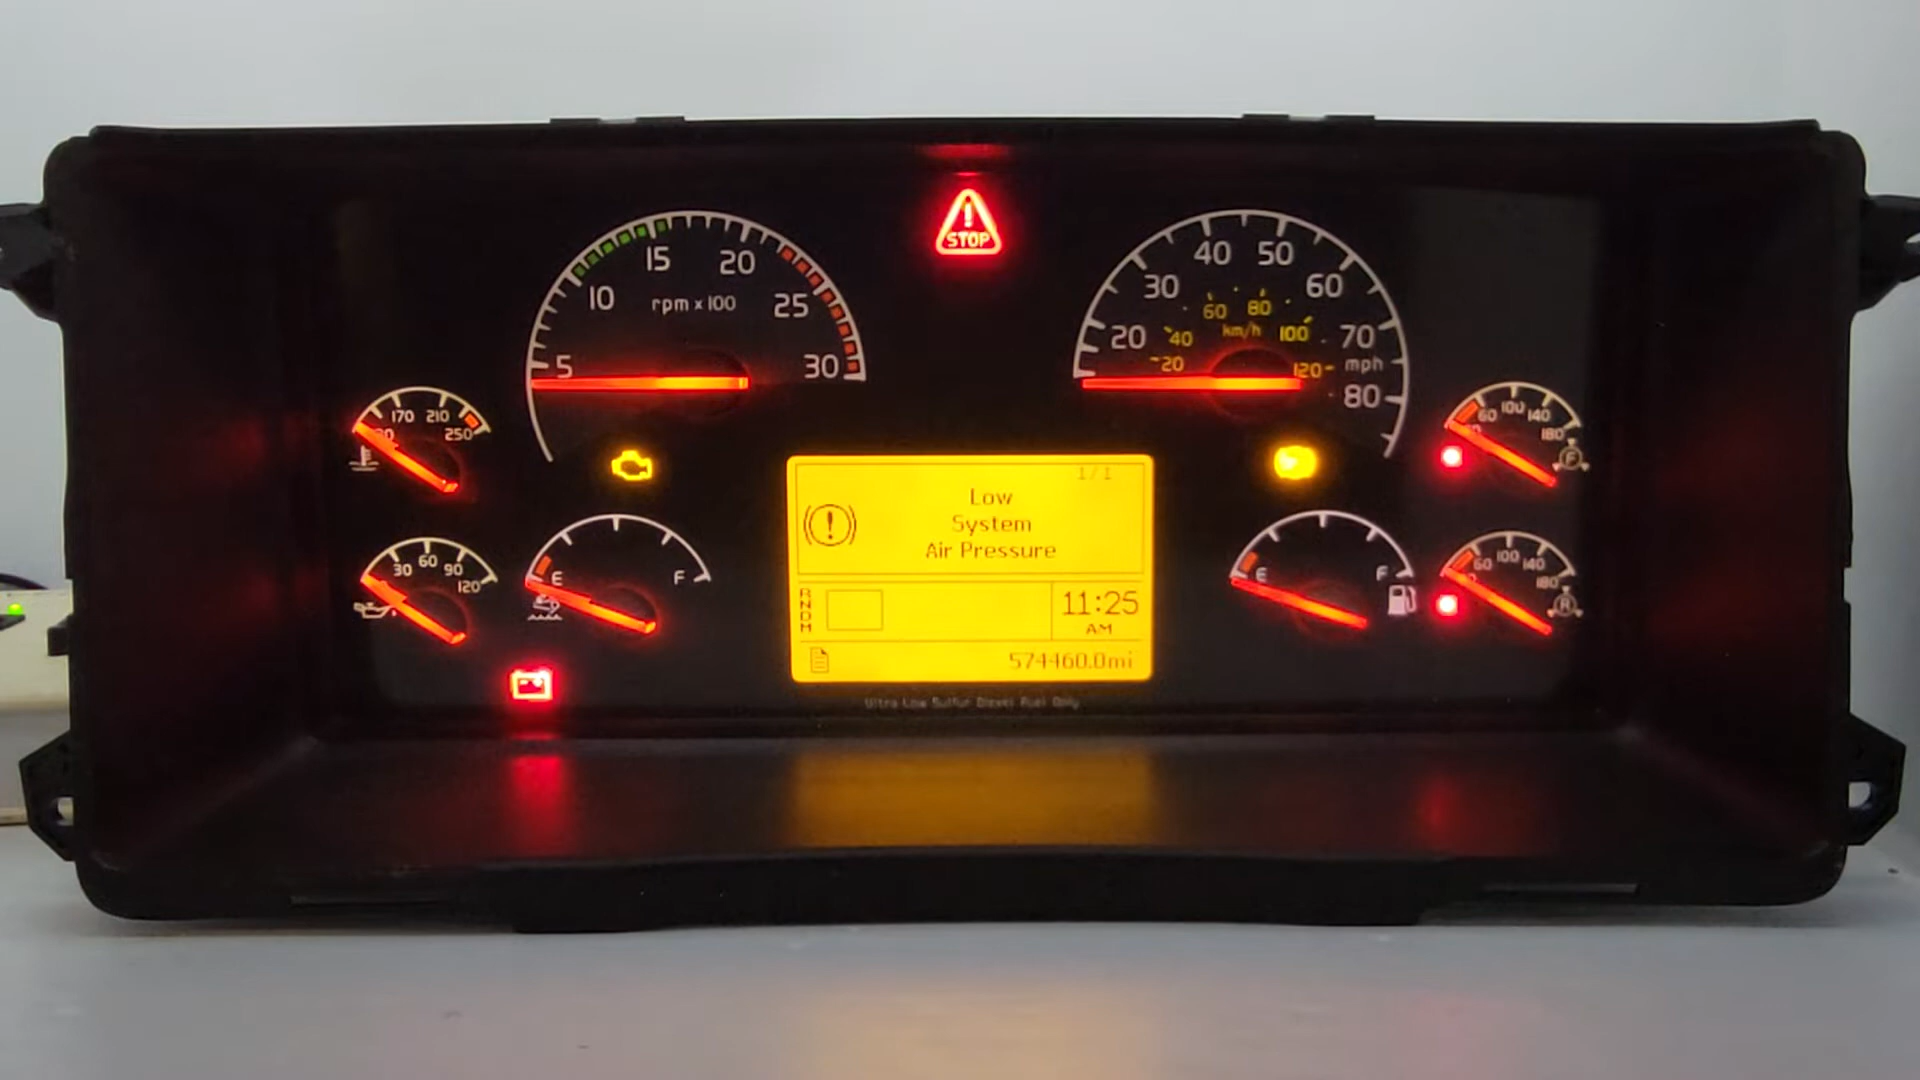 STOP
15 20
10 25
rpm x 100
5 30
40 50
30 60
60 80
km/h
20 40 100 70
20 120 mph
80
170 210
250
30 60 90
120
E F
1/1
Low
System
Air Pressure
RNDM
11:25
AM
574460.0mi
Ultra Low Sulfur Diesel Fuel Only
E F
60 100 140
180
F
60 100 140
180
R